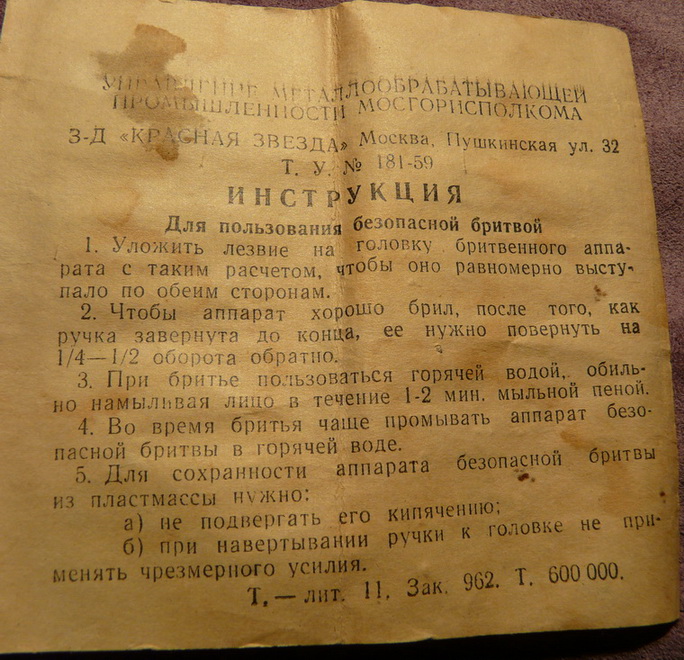 УПРАВЛЕНИЕ МЕТАЛЛООБРАБАТЫВАЮЩЕЙ
ПРОМЫШЛЕННОСТИ МОСГОРИСПОЛКОМА
З-Д «КРАСНАЯ ЗВЕЗДА» Москва, Пушкинская ул. 32
Т. У. № 181-59
ИНСТРУКЦИЯ
Для пользования безопасной бритвой
1. Уложить лезвие на головку бритвенного аппа-
рата с таким расчетом, чтобы оно равномерно высту-
пало по обеим сторонам.
2. Чтобы аппарат хорошо брил, после того, как
ручка завернута до конца, ее нужно повернуть на
1/4—1/2 оборота обратно.
3. При бритье пользоваться горячей водой, обиль-
но намыливая лицо в течение 1-2 мин. мыльной пеной.
4. Во время бритья чаще промывать аппарат безо-
пасной бритвы в горячей воде.
5. Для сохранности аппарата безопасной бритвы
из пластмассы нужно:
а) не подвергать его кипячению;
б) при навертывании ручки к головке не при-
менять чрезмерного усилия.
Т. — лит. 11. Зак. 962. Т. 600 000.